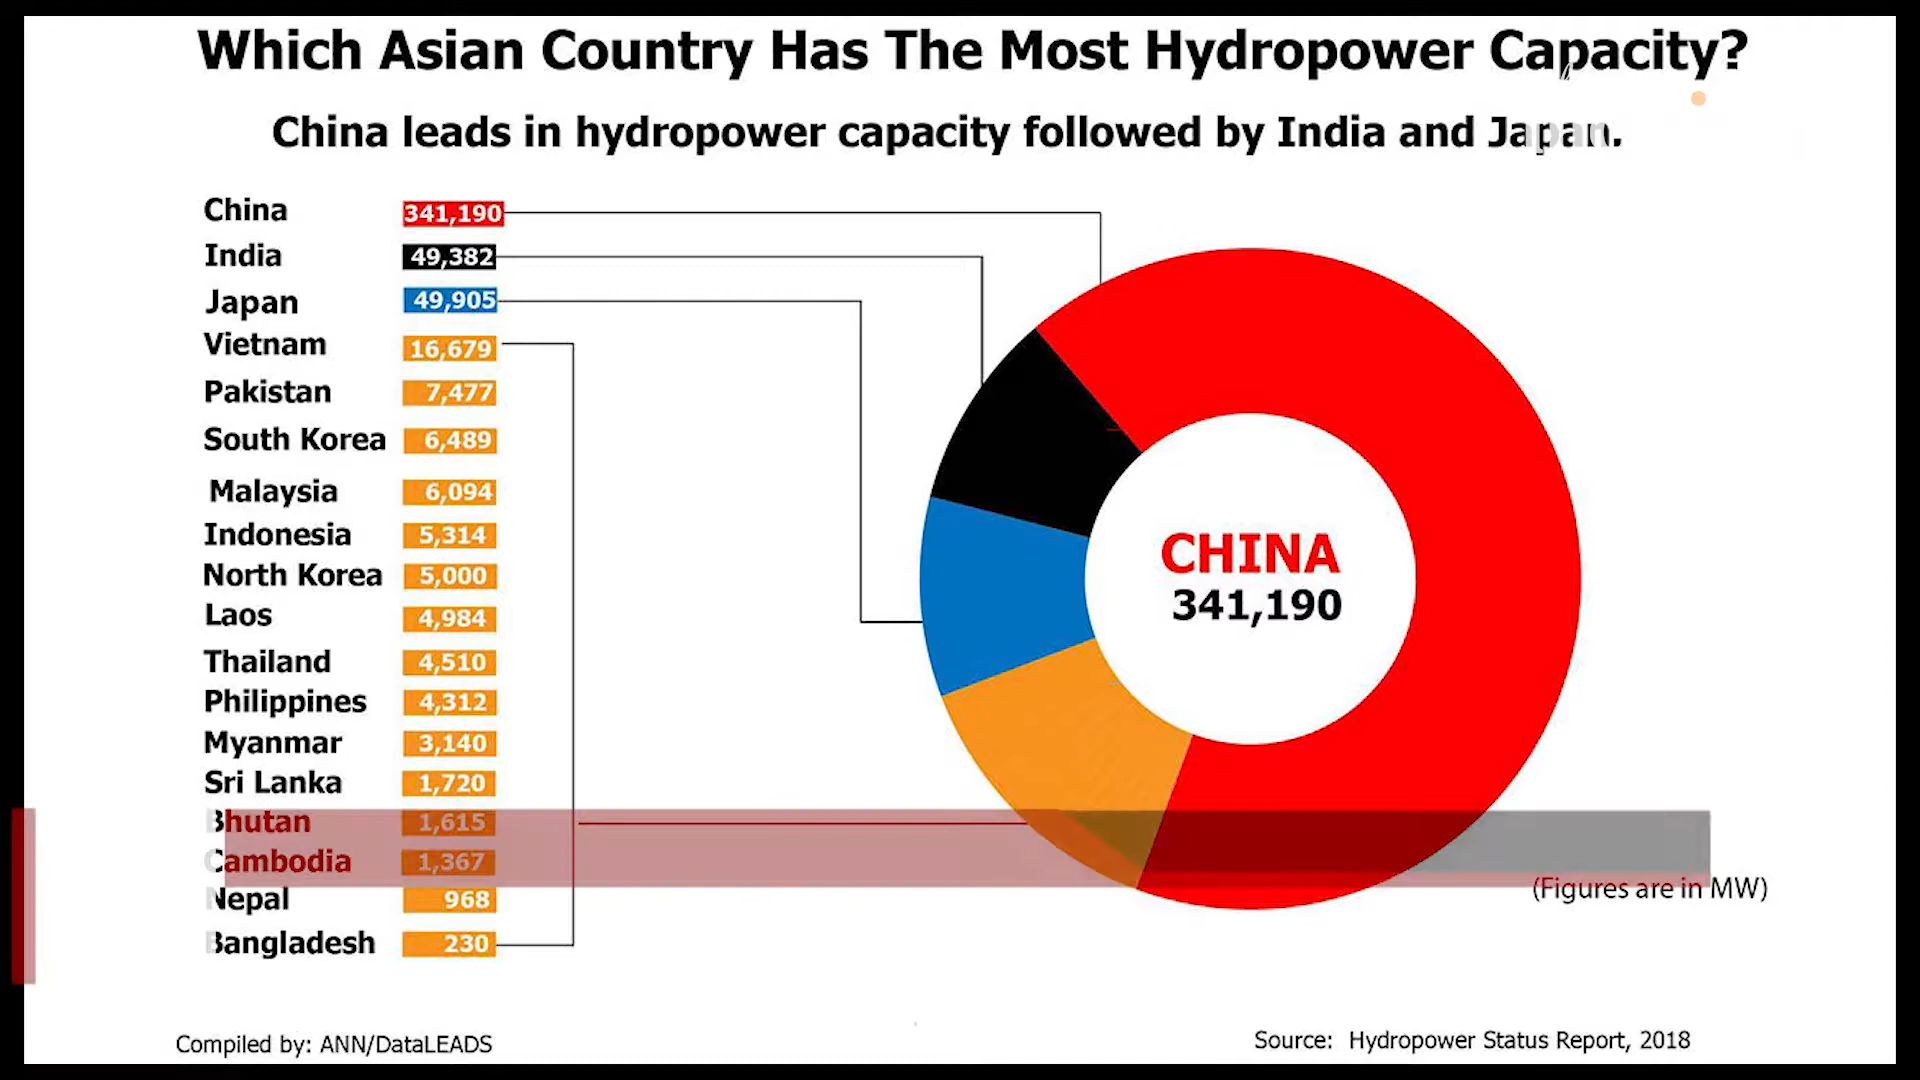 Which Asian Country Has The Most Hydropower Capacity?
China leads in hydropower capacity followed by India and Japan.
China 341,190
India 49,382
Japan 49,905
Vietnam 16,679
Pakistan 7,477
South Korea 6,489
Malaysia 6,094
Indonesia 5,314
North Korea 5,000
Laos 4,984
Thailand 4,510
Philippines 4,312
Myanmar 3,140
Sri Lanka 1,720
Bhutan 1,615
Cambodia 1,367
Nepal 968
Bangladesh 230
CHINA
341,190
(Figures are in MW)
Compiled by: ANN/DataLEADS
Source: Hydropower Status Report, 2018